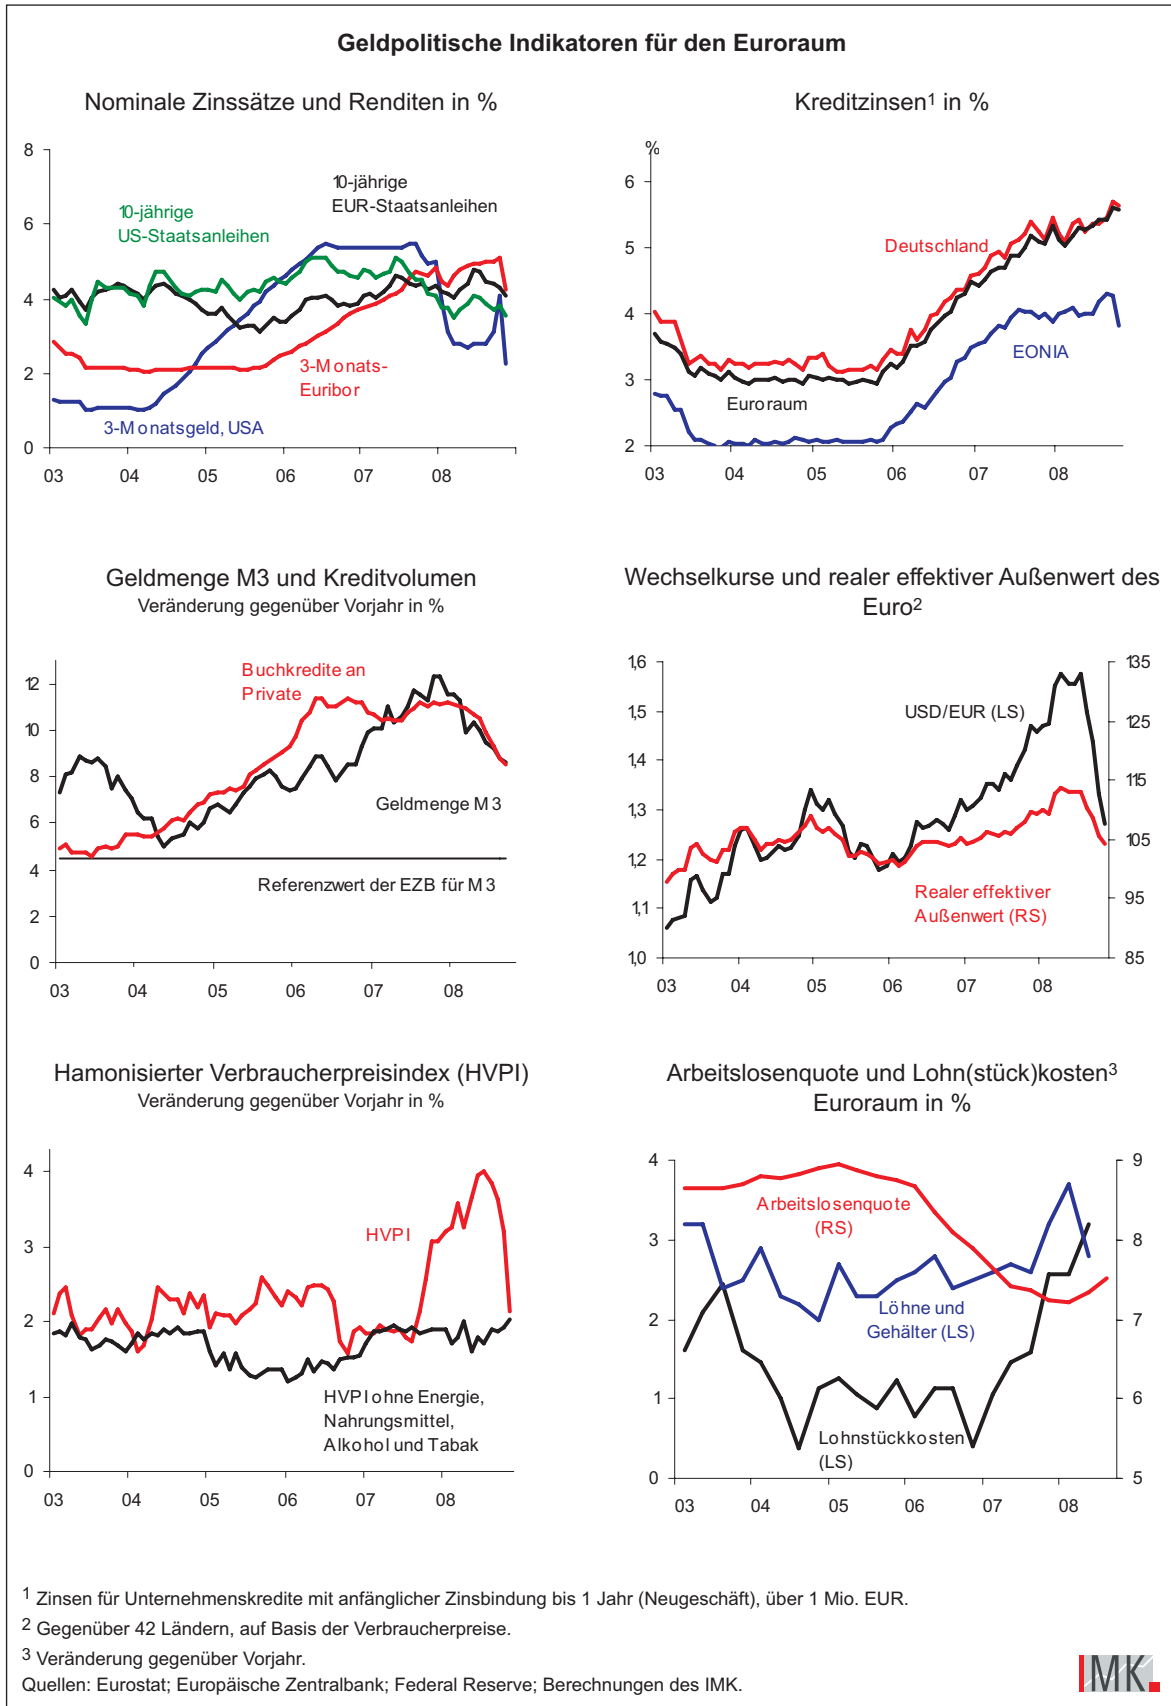 Geldpolitische Indikatoren für den Euroraum
Nominale Zinssätze und Renditen in %
8
6
4
2
0
10-jährige
US-Staatsanleihen
10-jährige
EUR-Staatsanleihen
3-Monats-
Euribor
3-Monatsgeld, USA
03 04 05 06 07 08
Kreditzinsen1 in %
%
6
5
4
3
2
Deutschland
EONIA
Euroraum
03 04 05 06 07 08
Geldmenge M3 und Kreditvolumen
Veränderung gegenüber Vorjahr in %
12
10
8
6
4
2
0
Buchkredite an
Private
Geldmenge M3
Referenzwert der EZB für M3
03 04 05 06 07 08
Wechselkurse und realer effektiver Außenwert des
Euro2
1,6 135
1,5 125
1,4 115
1,3
1,2 105
1,1 95
1,0 85
USD/EUR (LS)
Realer effektiver
Außenwert (RS)
03 04 05 06 07 08
Hamonisierter Verbraucherpreisindex (HVPI)
Veränderung gegenüber Vorjahr in %
4
3
2
1
0
HVPI
HVPI ohne Energie,
Nahrungsmittel,
Alkohol und Tabak
03 04 05 06 07 08
Arbeitslosenquote und Lohn(stück)kosten3
Euroraum in %
4 9
3 8
2 7
1 6
0 5
Arbeitslosenquote
(RS)
Löhne und
Gehälter (LS)
Lohnstückkosten
(LS)
03 04 05 06 07 08
1 Zinsen für Unternehmenskredite mit anfänglicher Zinsbindung bis 1 Jahr (Neugeschäft), über 1 Mio. EUR.
2 Gegenüber 42 Ländern, auf Basis der Verbraucherpreise.
3 Veränderung gegenüber Vorjahr.
Quellen: Eurostat; Europäische Zentralbank; Federal Reserve; Berechnungen des IMK.
IMK